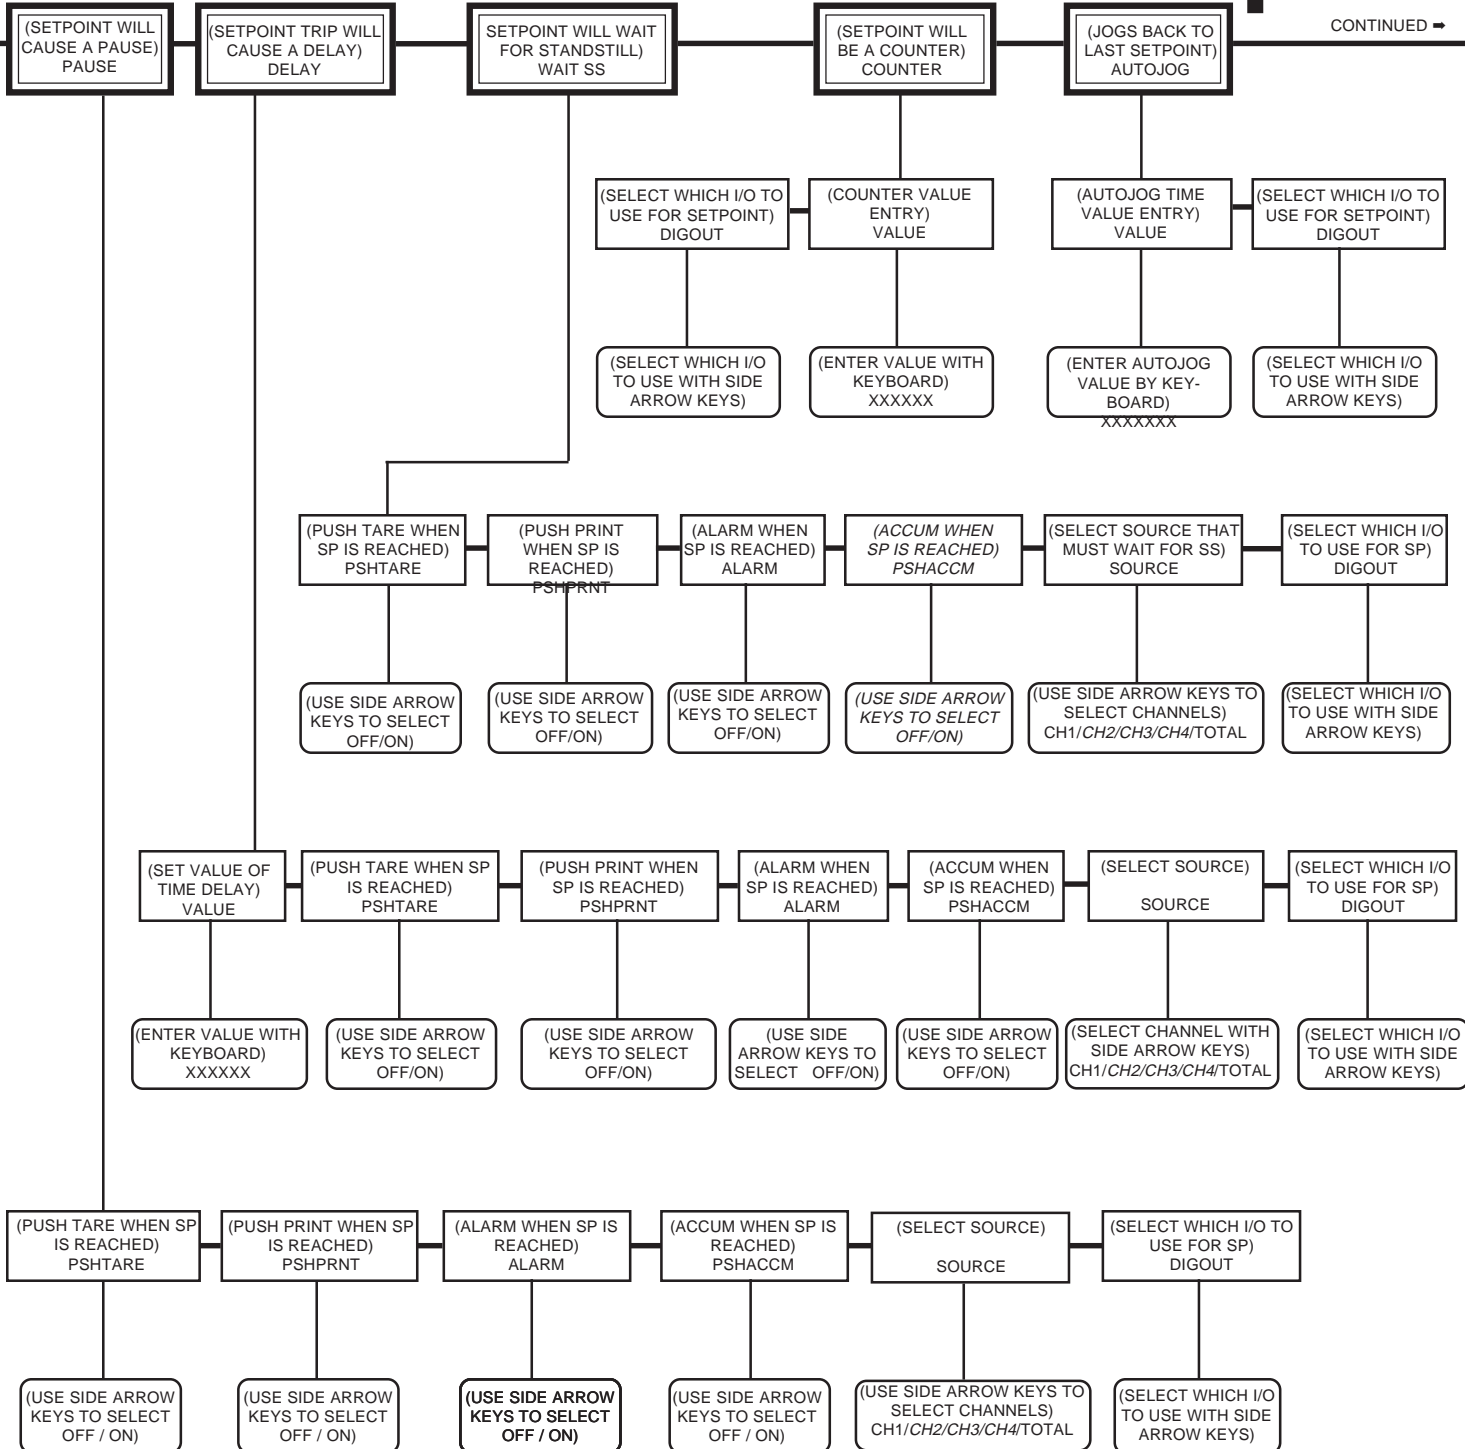 (SETPOINT WILL
CAUSE A PAUSE)
PAUSE
(SETPOINT TRIP WILL
CAUSE A DELAY)
DELAY
SETPOINT WILL WAIT
FOR STANDSTILL)
WAIT SS
(SETPOINT WILL
BE A COUNTER)
COUNTER
(JOGS BACK TO
LAST SETPOINT)
AUTOJOG
CONTINUED ➡
(SELECT WHICH I/O TO
USE FOR SETPOINT)
DIGOUT
(COUNTER VALUE
ENTRY)
VALUE
(AUTOJOG TIME
VALUE ENTRY)
VALUE
(SELECT WHICH I/O TO
USE FOR SETPOINT)
DIGOUT
(SELECT WHICH I/O
TO USE WITH SIDE
ARROW KEYS)
(ENTER VALUE WITH
KEYBOARD)
XXXXXX
(ENTER AUTOJOG
VALUE BY KEY-
BOARD)
XXXXXXX
(SELECT WHICH I/O
TO USE WITH SIDE
ARROW KEYS)
(PUSH TARE WHEN
SP IS REACHED)
PSHTARE
(PUSH PRINT
WHEN SP IS
REACHED)
PSHPRNT
(ALARM WHEN
SP IS REACHED)
ALARM
(ACCUM WHEN
SP IS REACHED)
PSHACCM
(SELECT SOURCE THAT
MUST WAIT FOR SS)
SOURCE
(SELECT WHICH I/O
TO USE FOR SP)
DIGOUT
(USE SIDE ARROW
KEYS TO SELECT
OFF/ON)
(USE SIDE ARROW
KEYS TO SELECT
OFF/ON)
(USE SIDE ARROW
KEYS TO SELECT
OFF/ON)
(USE SIDE ARROW
KEYS TO SELECT
OFF/ON)
(USE SIDE ARROW KEYS TO
SELECT CHANNELS)
CH1/CH2/CH3/CH4/TOTAL
(SELECT WHICH I/O
TO USE WITH SIDE
ARROW KEYS)
(SET VALUE OF
TIME DELAY)
VALUE
(PUSH TARE WHEN SP
IS REACHED)
PSHTARE
(PUSH PRINT WHEN
SP IS REACHED)
PSHPRNT
(ALARM WHEN
SP IS REACHED)
ALARM
(ACCUM WHEN
SP IS REACHED)
PSHACCM
(SELECT SOURCE)
SOURCE
(SELECT WHICH I/O
TO USE FOR SP)
DIGOUT
(ENTER VALUE WITH
KEYBOARD)
XXXXXX
(USE SIDE ARROW
KEYS TO SELECT
OFF/ON)
(USE SIDE ARROW
KEYS TO SELECT
OFF/ON)
(USE SIDE
ARROW KEYS TO
SELECT OFF/ON)
(USE SIDE ARROW
KEYS TO SELECT
OFF/ON)
(SELECT CHANNEL WITH
SIDE ARROW KEYS)
CH1/CH2/CH3/CH4/TOTAL
(SELECT WHICH I/O
TO USE WITH SIDE
ARROW KEYS)
(PUSH TARE WHEN SP
IS REACHED)
PSHTARE
(PUSH PRINT WHEN SP
IS REACHED)
PSHPRNT
(ALARM WHEN SP IS
REACHED)
ALARM
(ACCUM WHEN SP IS
REACHED)
PSHACCM
(SELECT SOURCE)
SOURCE
(SELECT WHICH I/O TO
USE FOR SP)
DIGOUT
(USE SIDE ARROW
KEYS TO SELECT
OFF / ON)
(USE SIDE ARROW
KEYS TO SELECT
OFF / ON)
(USE SIDE ARROW
KEYS TO SELECT
OFF / ON)
(USE SIDE ARROW
KEYS TO SELECT
OFF / ON)
(USE SIDE ARROW KEYS TO
SELECT CHANNELS)
CH1/CH2/CH3/CH4/TOTAL
(SELECT WHICH I/O
TO USE WITH SIDE
ARROW KEYS)